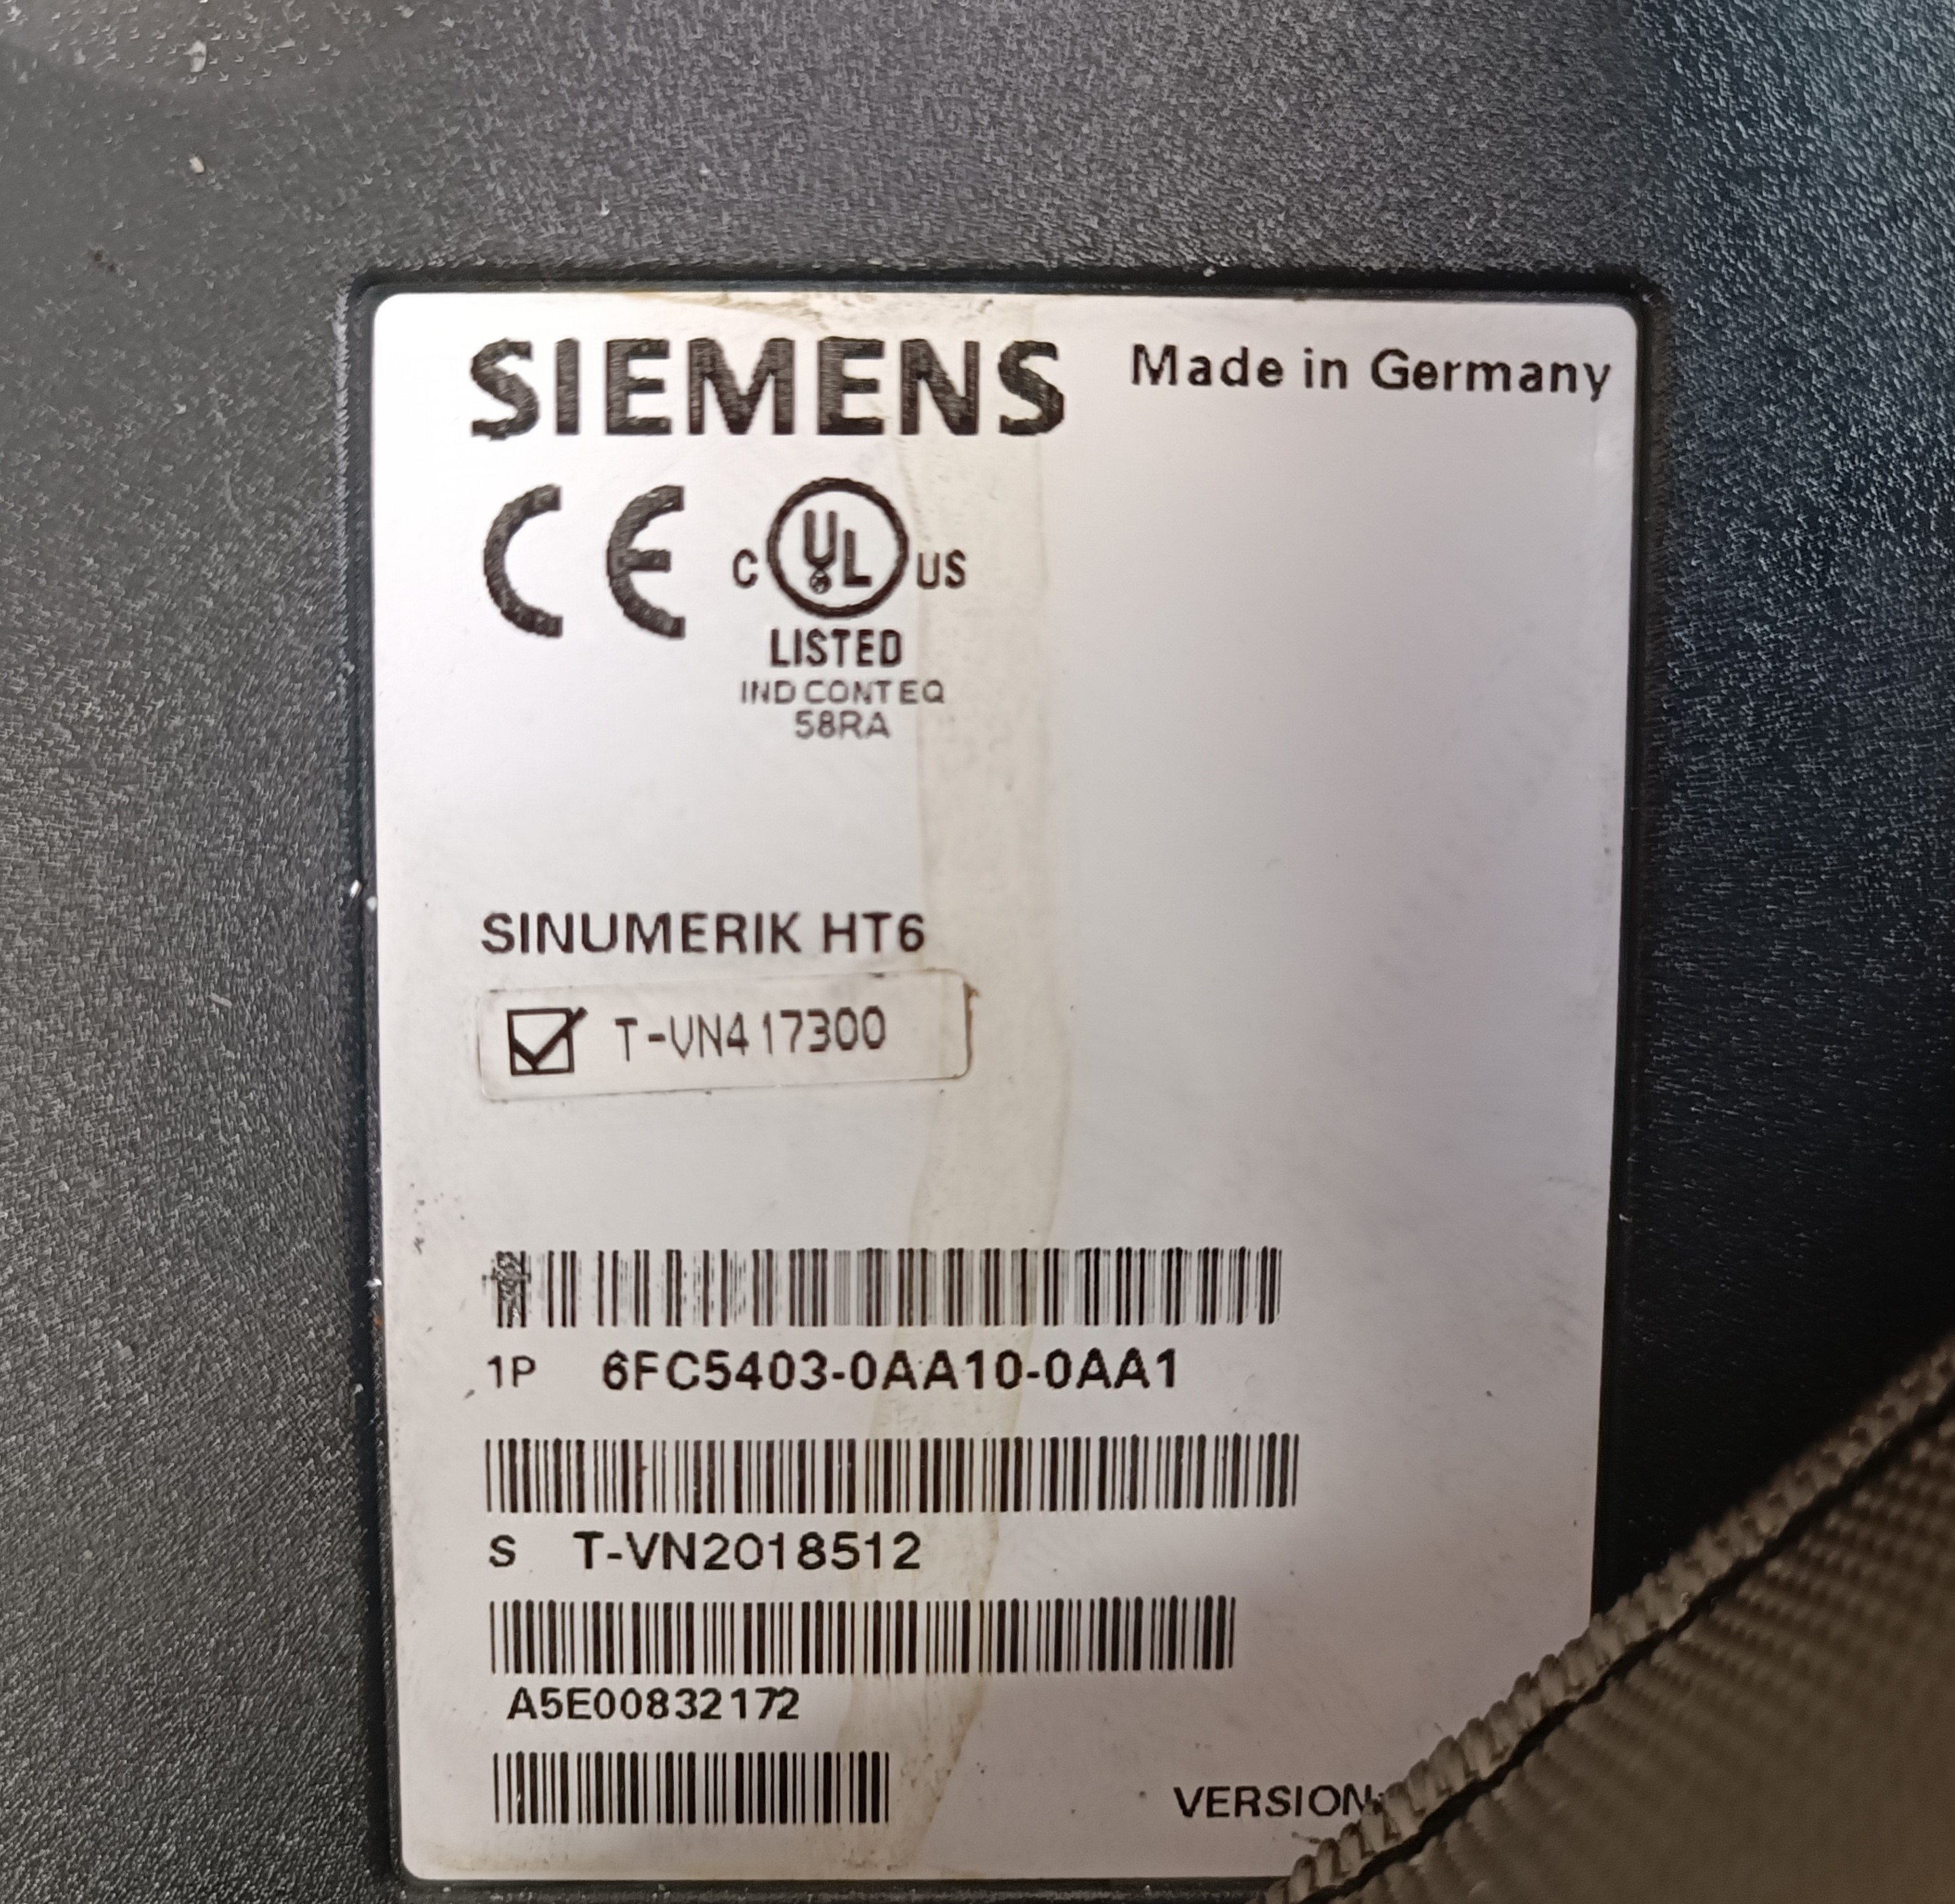 SIEMENS Made in Germany
CE C UL US
LISTED
IND CONT EQ
58RA
SINUMERIK HT6
T-VN417300
1P 6FC5403-0AA10-0AA1
S T-VN2018512
A5E00832172
VERSION: